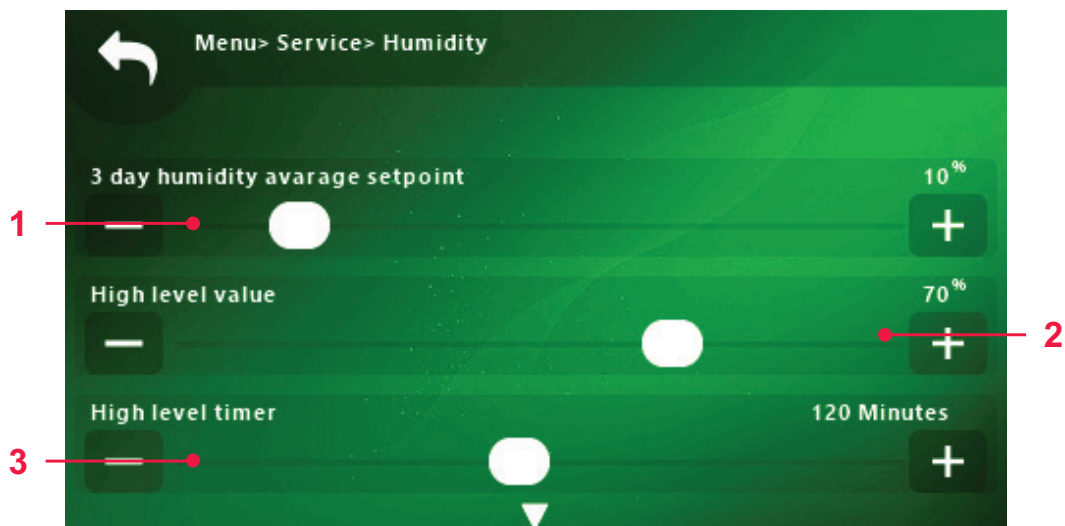 Menu> Service> Humidity
3 day humidity avarage setpoint
10%
1
High level value
70%
2
High level timer
120 Minutes
3